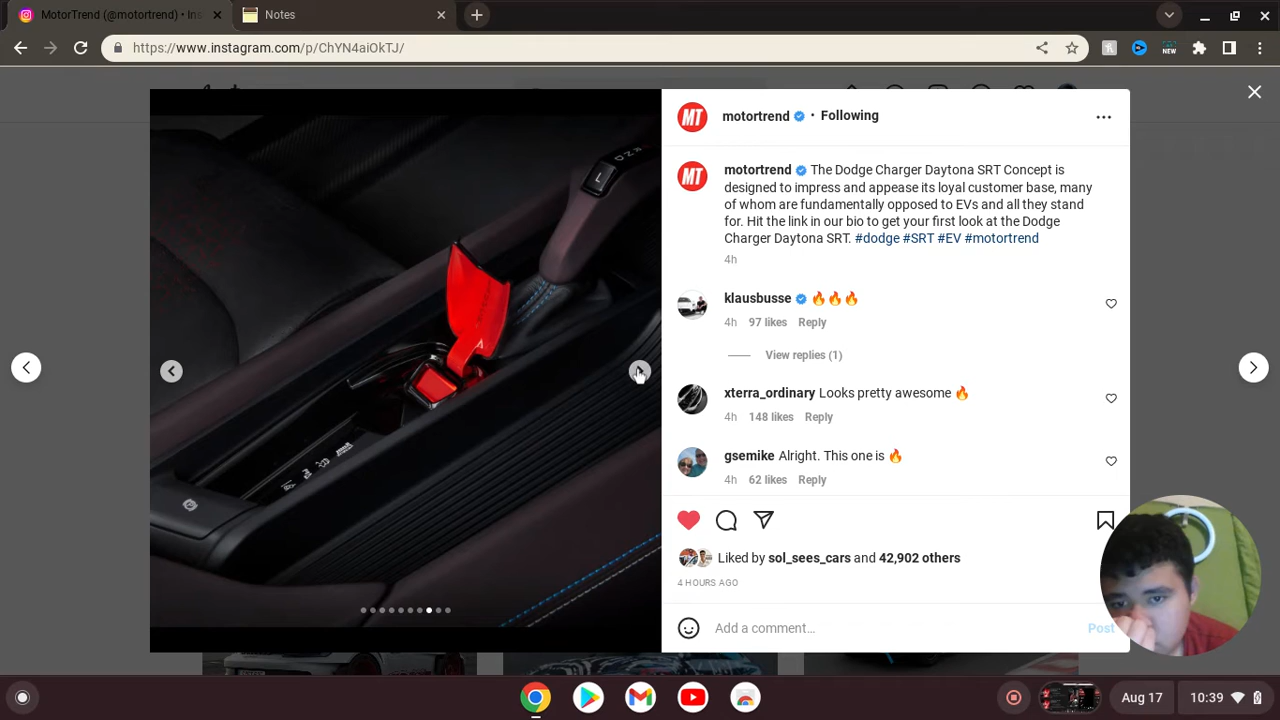 MotorTrend (@motortrend) • Ins
Notes
https://www.instagram.com/p/ChYN4aiOkTJ/
NEW
MT
motortrend • Following
MT
motortrend The Dodge Charger Daytona SRT Concept is
designed to impress and appease its loyal customer base, many
of whom are fundamentally opposed to EVs and all they stand
for. Hit the link in our bio to get your first look at the Dodge
Charger Daytona SRT. #dodge #SRT #EV #motortrend
4h
klausbusse 🔥🔥🔥
4h 97 likes Reply
View replies (1)
xterra_ordinary Looks pretty awesome 🔥
4h 148 likes Reply
gsemike Alright. This one is 🔥
4h 62 likes Reply
Liked by sol_sees_cars and 42,902 others
4 HOURS AGO
Add a comment…
Post
R N D
L
Aug 17
10:39